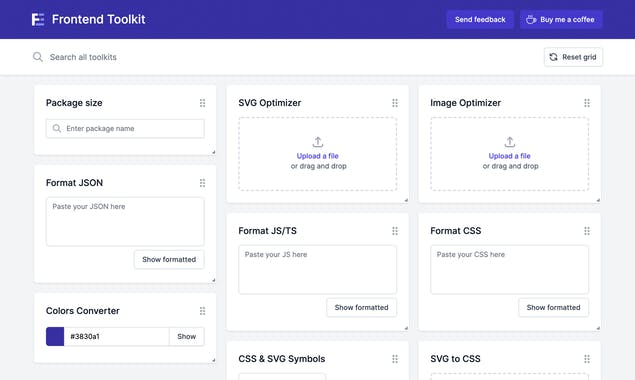 Frontend Toolkit
Send feedback
Buy me a coffee
Search all toolkits
Reset grid
Package size
Enter package name
Format JSON
Paste your JSON here
Show formatted
Colors Converter
#3830a1
Show
SVG Optimizer
Upload a file
or drag and drop
Format JS/TS
Paste your JS here
Show formatted
CSS & SVG Symbols
Image Optimizer
Upload a file
or drag and drop
Format CSS
Paste your CSS here
Show formatted
SVG to CSS